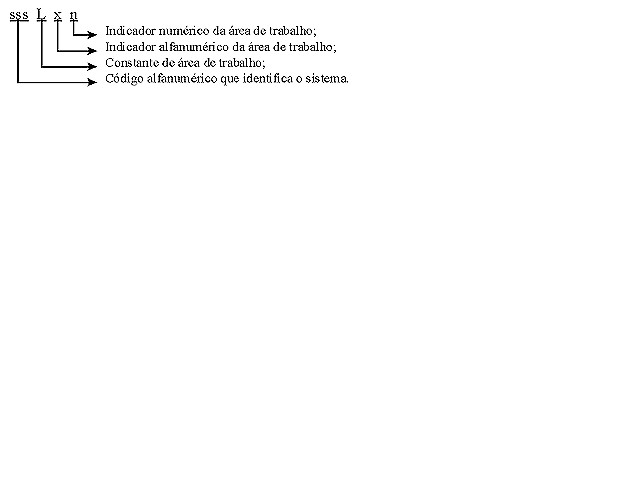 sss L x n
Indicador numérico da área de trabalho;
Indicador alfanumérico da área de trabalho;
Constante de área de trabalho;
Código alfanumérico que identifica o sistema.